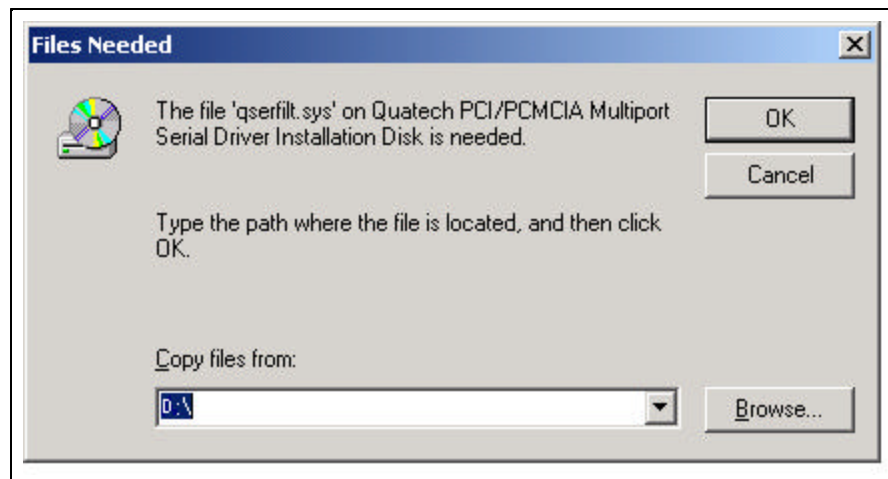 Files Needed
The file 'qserfilt.sys' on Quatech PCI/PCMCIA Multiport
Serial Driver Installation Disk is needed.
OK
Cancel
Type the path where the file is located, and then click
OK.
Copy files from:
D:\
Browse...